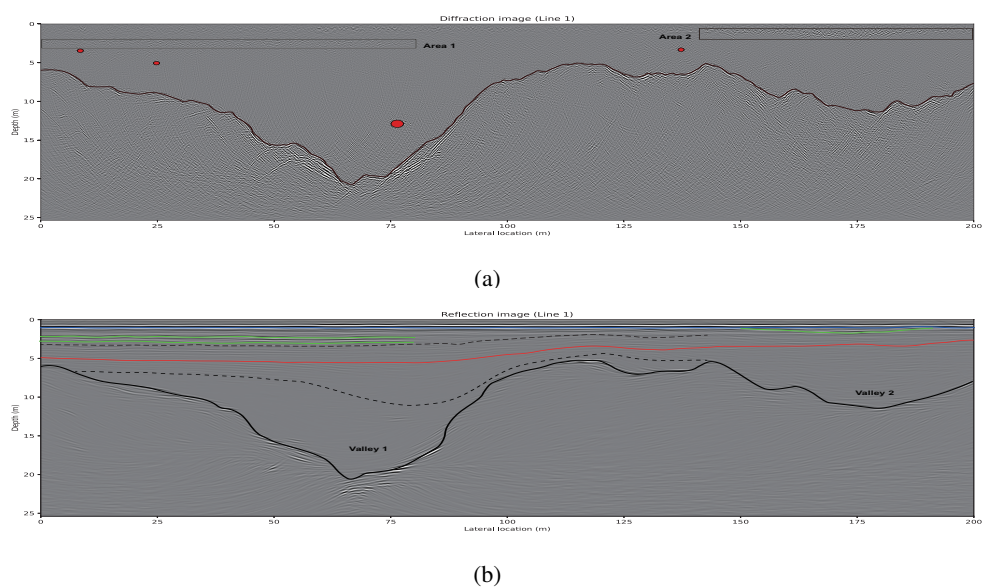 Diffraction image (Line 1)
0
5
10
15
20
25
Depth (m)
Area 1
Area 2
0 25 50 75 100 125 150 175 200
Lateral location (m)
(a)
Reflection image (Line 1)
0
5
10
15
20
25
Depth (m)
Valley 1
Valley 2
0 25 50 75 100 125 150 175 200
Lateral location (m)
(b)